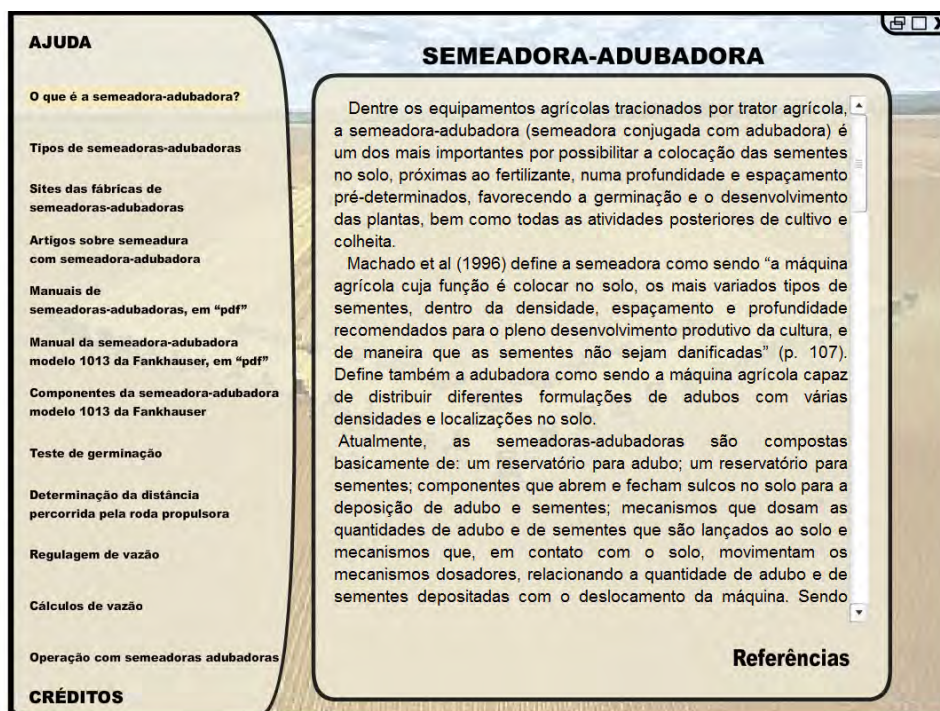 AJUDA
O que é a semeadora-adubadora?
Tipos de semeadoras-adubadoras
Sites das fábricas de
semeadoras-adubadoras
Artigos sobre semeadura
com semeadora-adubadora
Manuais de
semeadoras-adubadoras, em “pdf”
Manual da semeadora-adubadora
modelo 1013 da Fankhauser, em “pdf”
Componentes da semeadora-adubadora
modelo 1013 da Fankhauser
Teste de germinação
Determinação da distância
percorrida pela roda propulsora
Regulagem de vazão
Cálculos de vazão
Operação com semeadoras adubadoras
CRÉDITOS
SEMEADORA-ADUBADORA
Dentre os equipamentos agrícolas tracionados por trator agrícola,
a semeadora-adubadora (semeadora conjugada com adubadora) é
um dos mais importantes por possibilitar a colocação das sementes
no solo, próximas ao fertilizante, numa profundidade e espaçamento
pré-determinados, favorecendo a germinação e o desenvolvimento
das plantas, bem como todas as atividades posteriores de cultivo e
colheita.
Machado et al (1996) define a semeadora como sendo “a máquina
agrícola cuja função é colocar no solo, os mais variados tipos de
sementes, dentro da densidade, espaçamento e profundidade
recomendados para o pleno desenvolvimento produtivo da cultura, e
de maneira que as sementes não sejam danificadas” (p. 107).
Define também a adubadora como sendo a máquina agrícola capaz
de distribuir diferentes formulações de adubos com várias
densidades e localizações no solo.
Atualmente, as semeadoras-adubadoras são compostas
basicamente de: um reservatório para adubo; um reservatório para
sementes; componentes que abrem e fecham sulcos no solo para a
deposição de adubo e sementes; mecanismos que dosam as
quantidades de adubo e de sementes que são lançados ao solo e
mecanismos que, em contato com o solo, movimentam os
mecanismos dosadores, relacionando a quantidade de adubo e de
sementes depositadas com o deslocamento da máquina. Sendo
Referências